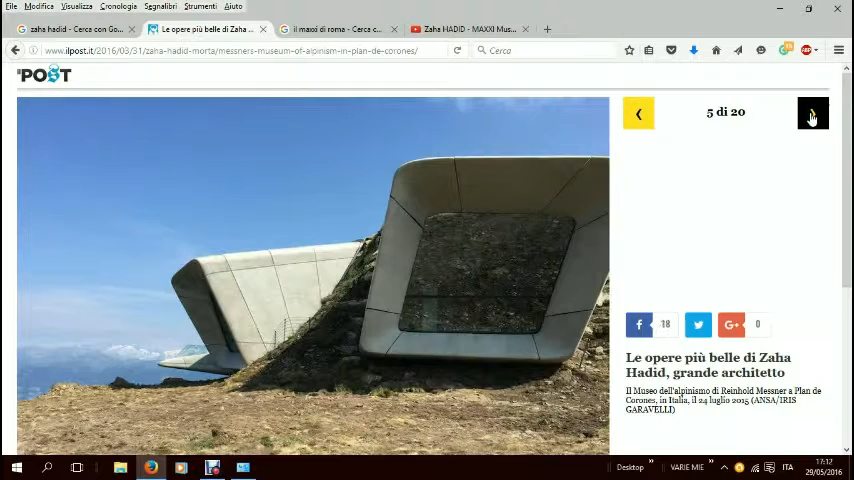 File Modifica Visualizza Cronologia Segnalibri Strumenti Aiuto
zaha hadid - Cerca con Go...
Le opere più belle di Zaha ...
il maxxi di roma - Cerca c...
Zaha HADID - MAXXI Mus...
www.ilpost.it/2016/03/31/zaha-hadid-morta/messners-museum-of-alpinism-in-plan-de-corones/
Cerca
ABP
IL POST
5 di 20
18
G+ 0
Le opere più belle di Zaha
Hadid, grande architetto
Il Museo dell'alpinismo di Reinhold Messner a Plan de
Corones, in Italia, il 24 luglio 2015 (ANSA/IRIS
GARAVELLI)
Desktop
VARIE MIE
ITA
17:12
29/05/2016